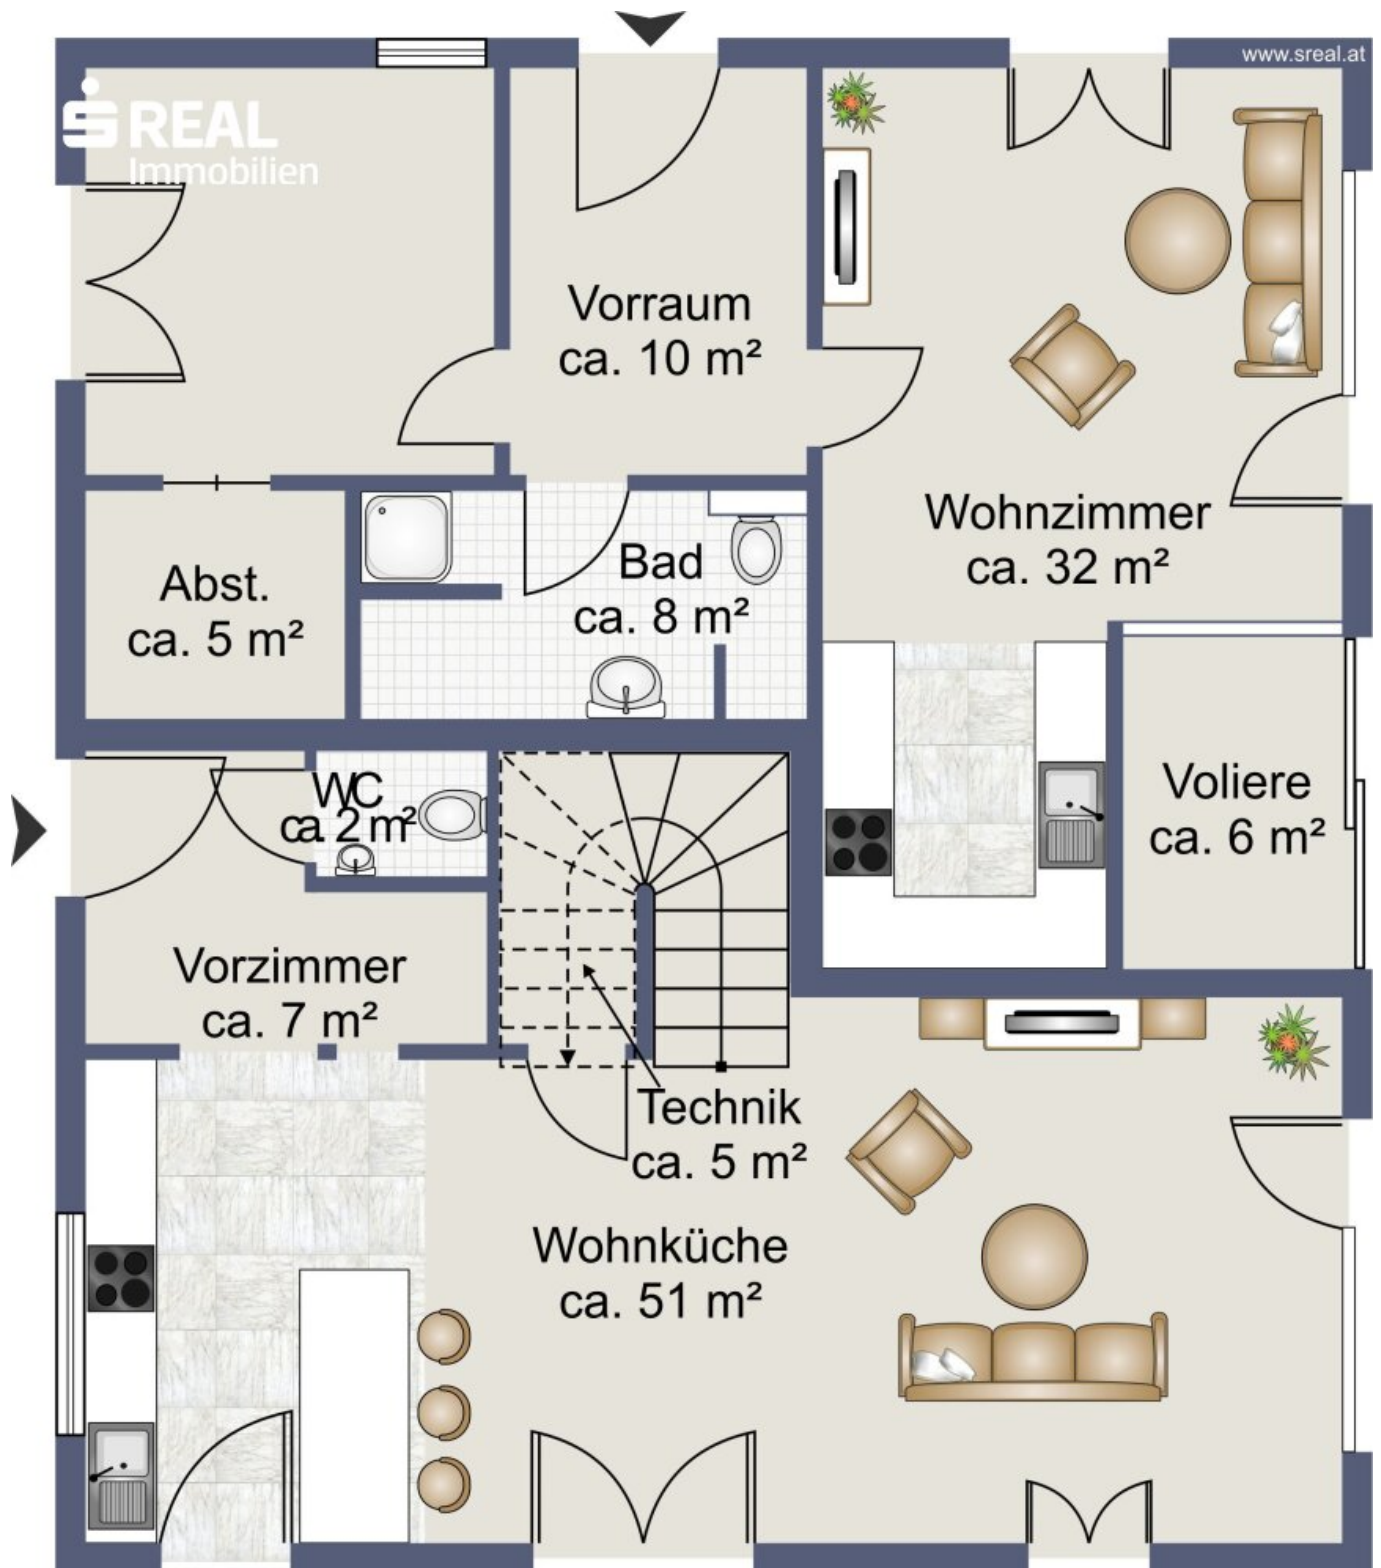 www.sreal.at
S REAL
Immobilien
Vorraum
ca. 10 m²
Wohnzimmer
ca. 32 m²
Abst.
ca. 5 m²
Bad
ca. 8 m²
WC
ca 2 m²
Voliere
ca. 6 m²
Vorzimmer
ca. 7 m²
Technik
ca. 5 m²
Wohnküche
ca. 51 m²